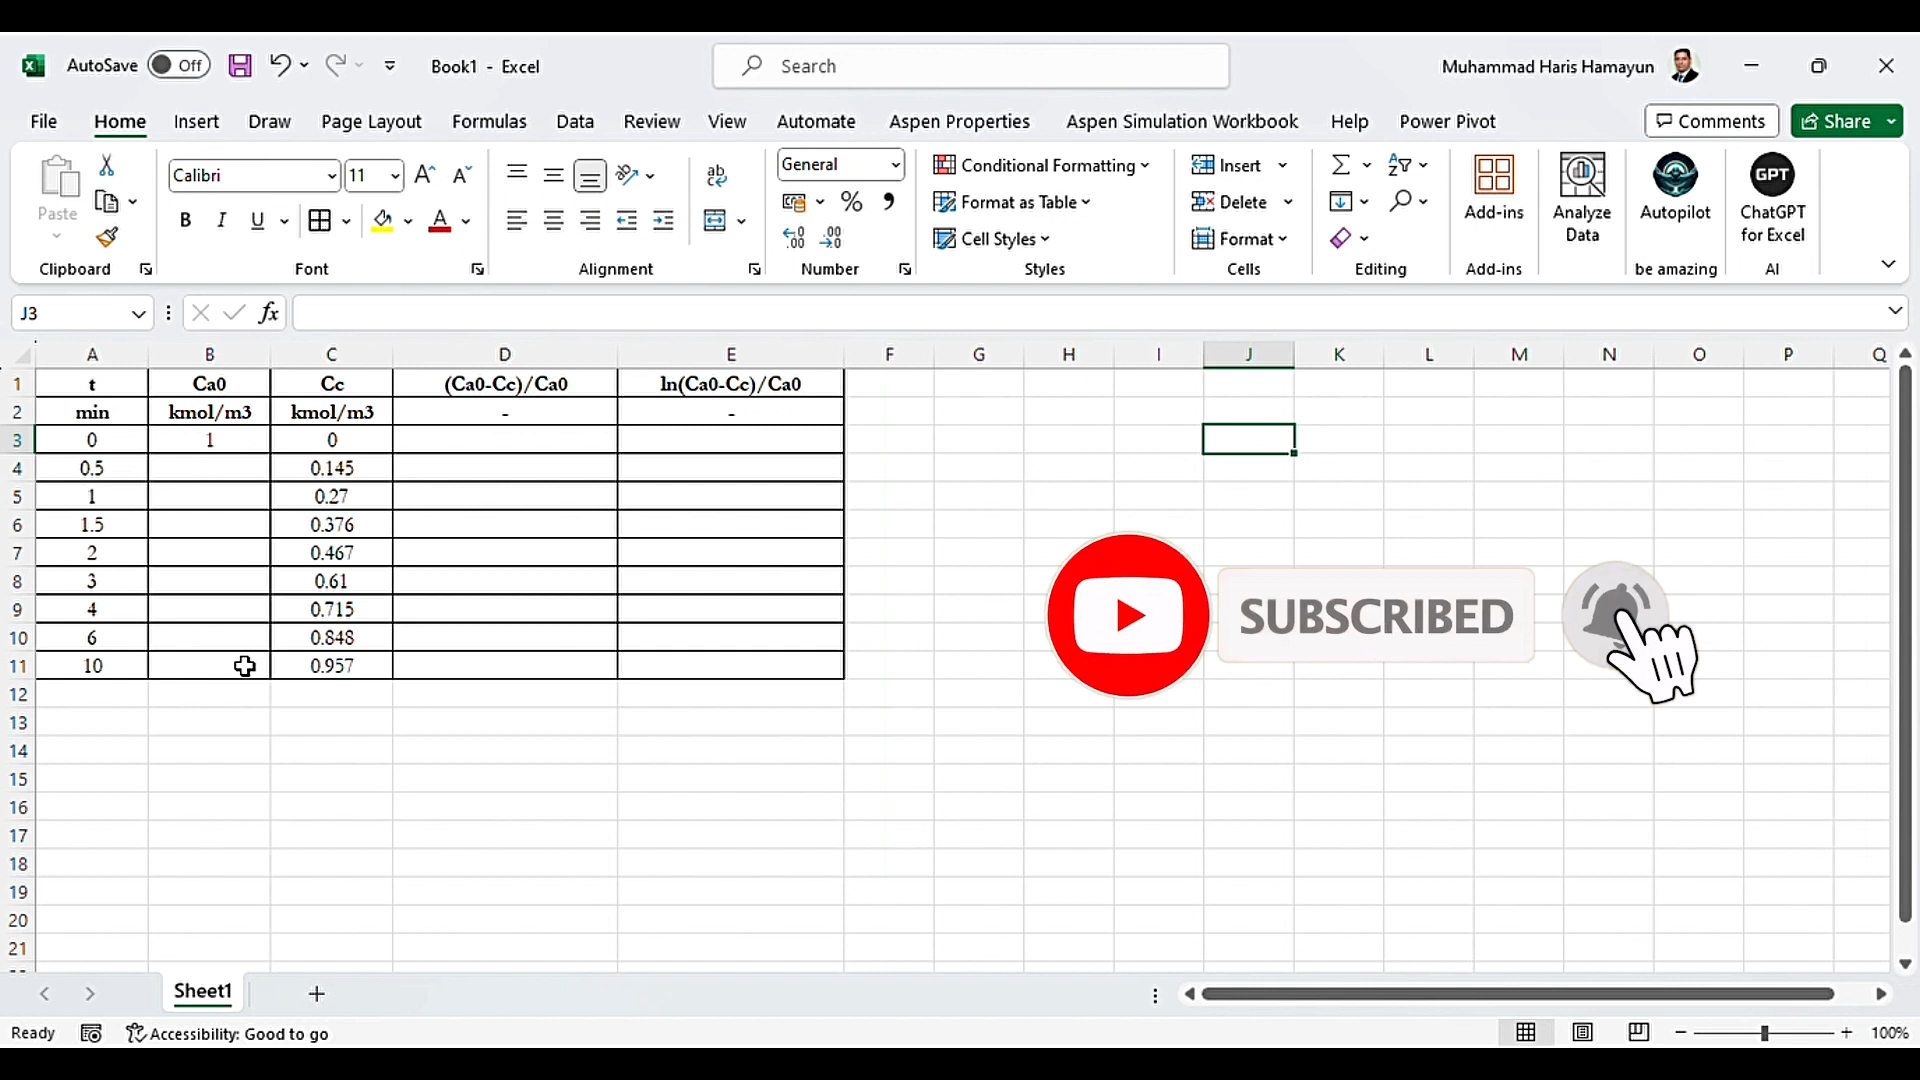 AutoSave Off Book1 - Excel Search Muhammad Haris Hamayun
File Home Insert Draw Page Layout Formulas Data Review View Automate Aspen Properties Aspen Simulation Workbook Help Power Pivot Comments Share
Paste Calibri 11 General Conditional Formatting Insert Add-ins Analyze Data Autopilot GPT ChatGPT for Excel
B I U % , Format as Table Delete
.00 .00 Cell Styles Format
Clipboard Font Alignment Number Styles Cells Editing Add-ins be amazing AI
J3 fx
A B C D E F G H I J K L M N O P Q
1 t Ca0 Cc (Ca0-Cc)/Ca0 ln(Ca0-Cc)/Ca0
2 min kmol/m3 kmol/m3 - -
3 0 1 0
4 0.5 0.145
5 1 0.27
6 1.5 0.376
7 2 0.467
8 3 0.61
9 4 0.715
10 6 0.848
11 10 0.957
SUBSCRIBED
12
13
14
15
16
17
18
19
20
21
Sheet1
Ready Accessibility: Good to go 100%